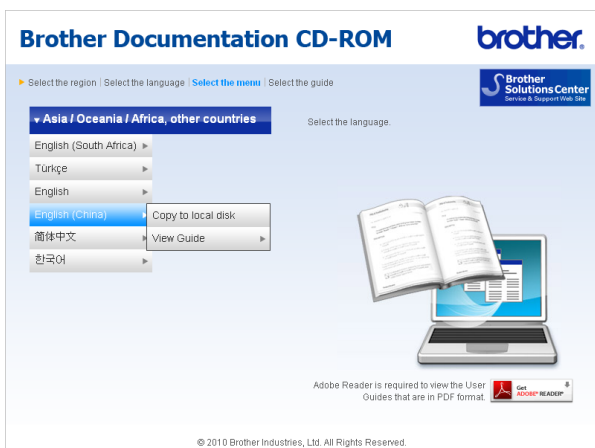 Brother Documentation CD-ROM
brother
Select the region | Select the language | Select the menu | Select the guide
Brother
Solutions Center
Service & Support Web Site
Asia / Oceania / Africa, other countries
Select the language.
English (South Africa)
Türkçe
English
English (China)
Copy to local disk
简体中文
View Guide
한국어
Adobe Reader is required to view the User
Guides that are in PDF format.
Get
ADOBE® READER®
© 2010 Brother Industries, Ltd. All Rights Reserved.